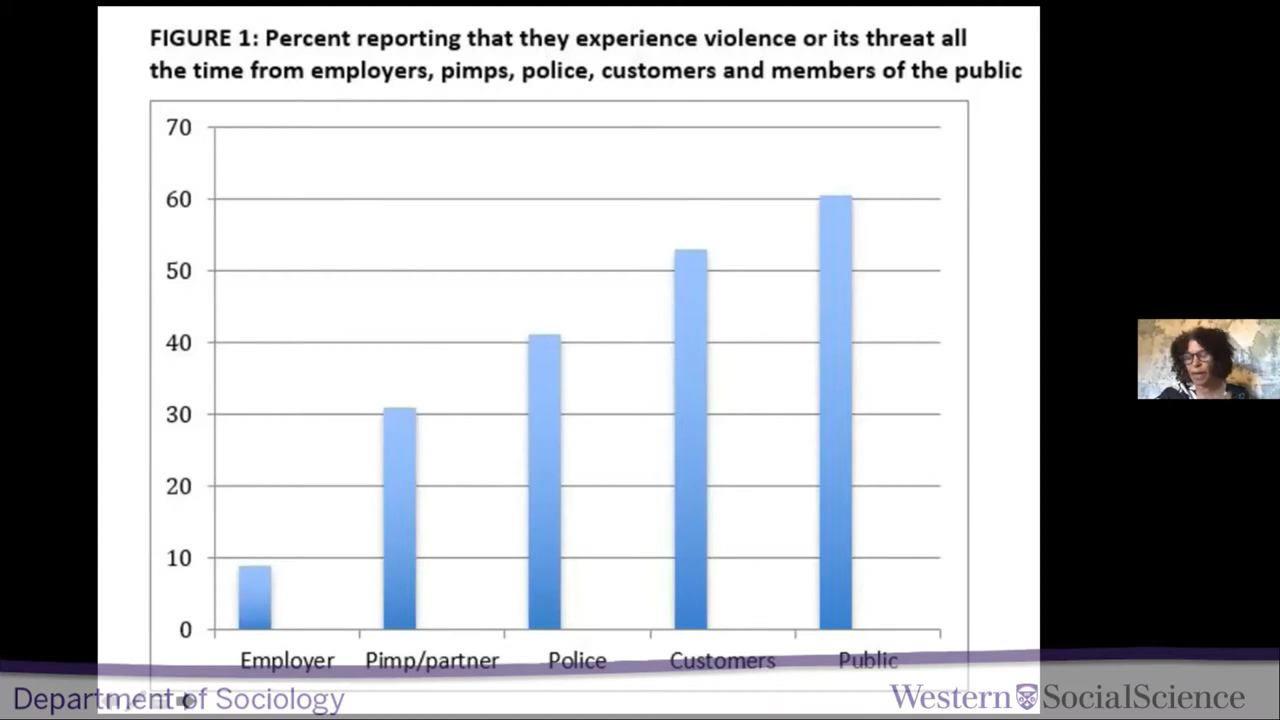 FIGURE 1: Percent reporting that they experience violence or its threat all
the time from employers, pimps, police, customers and members of the public
70
60
50
40
30
20
10
0
Employer Pimp/partner Police Customers Public
Department of Sociology
Western SocialScience